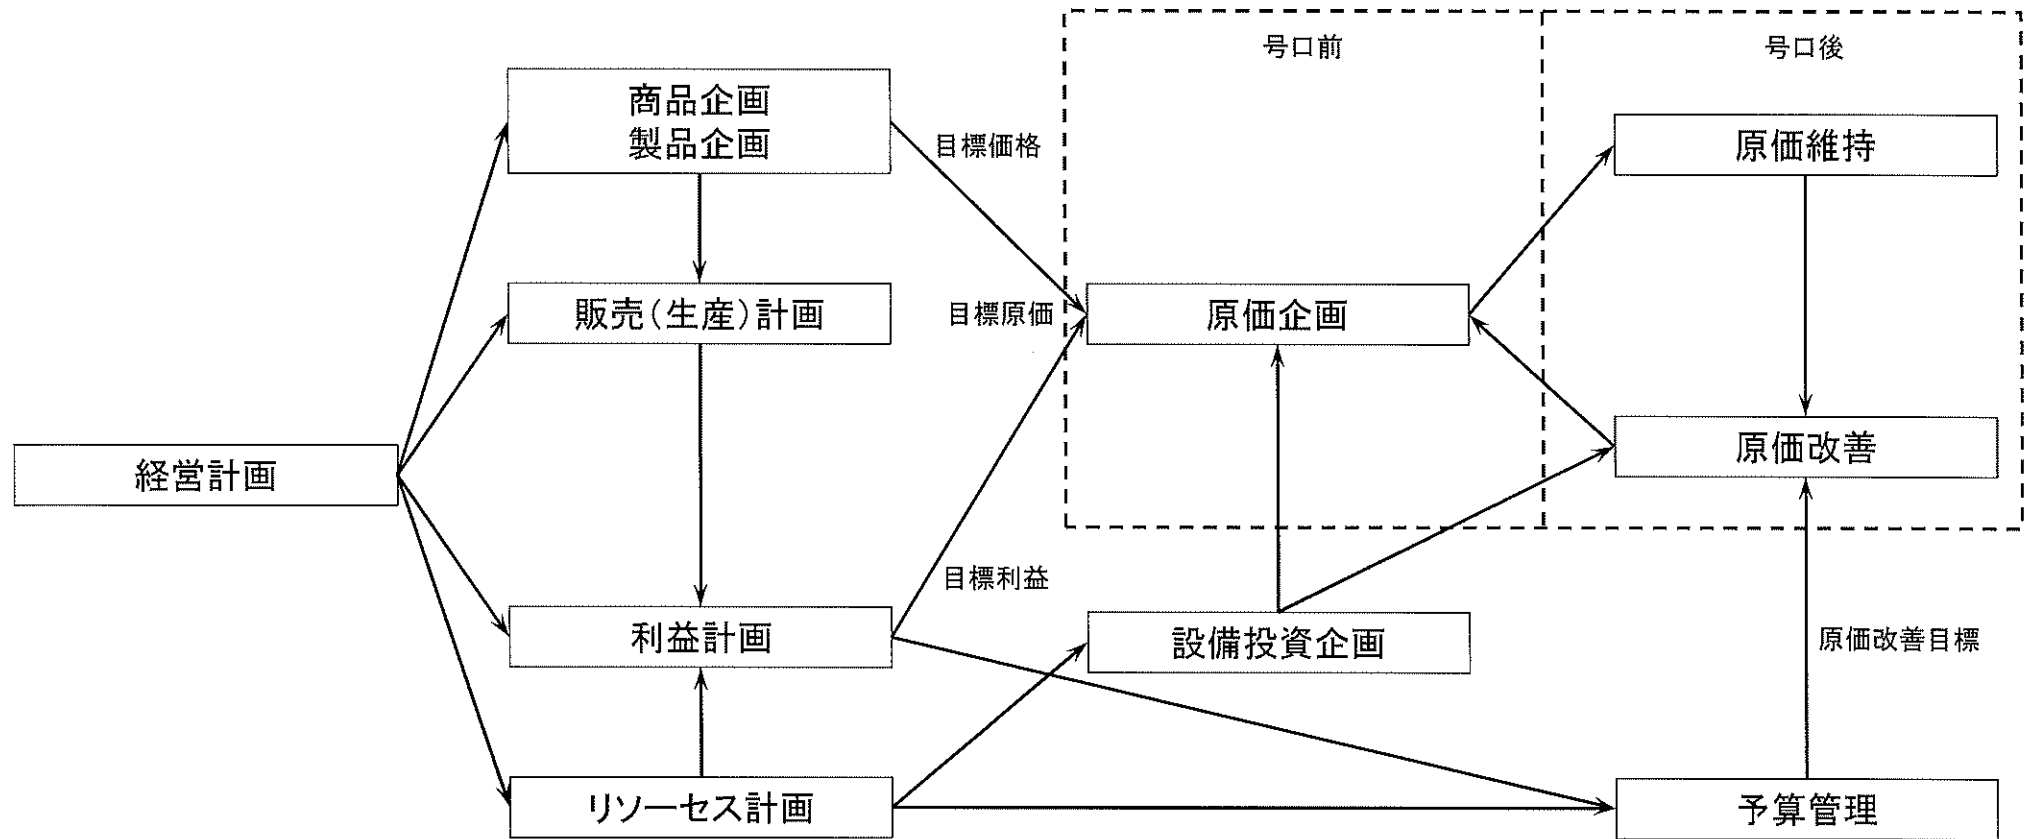 号口前
号口後
商品企画
製品企画
目標価格
原価維持
販売(生産)計画
目標原価
原価企画
経営計画
原価改善
目標利益
利益計画
設備投資企画
原価改善目標
リソーセス計画
予算管理